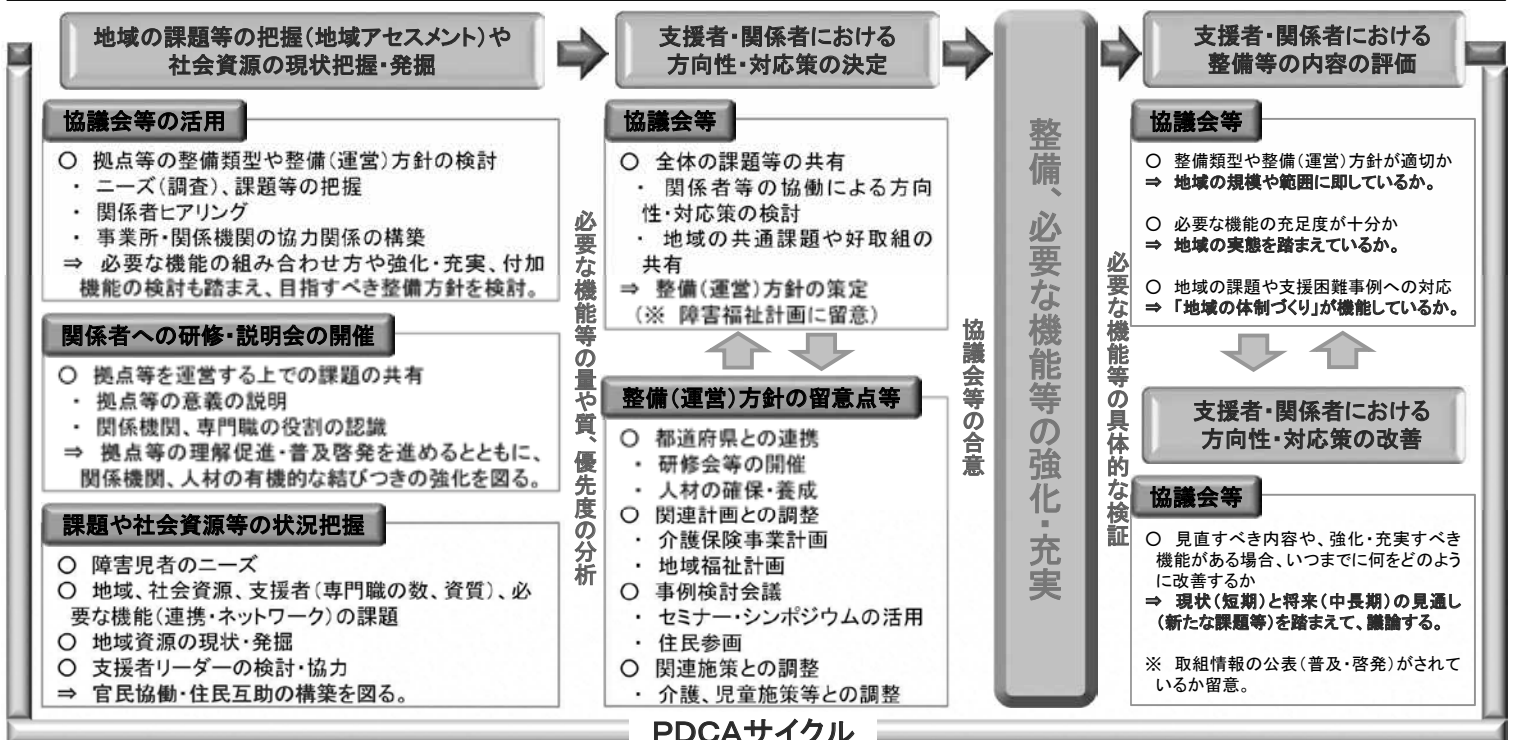 地域の課題等の把握(地域アセスメント)や
社会資源の現状把握・発掘
協議会等の活用
○ 拠点等の整備類型や整備(運営)方針の検討
・ ニーズ(調査)、課題等の把握
・ 関係者ヒアリング
・ 事業所・関係機関の協力関係の構築
⇒ 必要な機能の組み合わせ方や強化・充実、付加
機能の検討も踏まえ、目指すべき整備方針を検討。
関係者への研修・説明会の開催
○ 拠点等を運営する上での課題の共有
・ 拠点等の意義の説明
・ 関係機関、専門職の役割の認識
⇒ 拠点等の理解促進・普及啓発を進めるとともに、
関係機関、人材の有機的な結びつきの強化を図る。
課題や社会資源等の状況把握
○ 障害児者のニーズ
○ 地域、社会資源、支援者(専門職の数、資質)、必
要な機能(連携・ネットワーク)の課題
○ 地域資源の現状・発掘
○ 支援者リーダーの検討・協力
⇒ 官民協働・住民互助の構築を図る。
必要な機能等の量や質、優先度の分析
支援者・関係者における
方向性・対応策の決定
協議会等
○ 全体の課題等の共有
・ 関係者等の協働による方向
性・対応策の検討
・ 地域の共通課題や好取組の
共有
⇒ 整備(運営)方針の策定
(※ 障害福祉計画に留意)
整備(運営)方針の留意点等
○ 都道府県との連携
・ 研修会等の開催
・ 人材の確保・養成
○ 関連計画との調整
・ 介護保険事業計画
・ 地域福祉計画
○ 事例検討会議
・ セミナー・シンポジウムの活用
・ 住民参画
○ 関連施策との調整
・ 介護、児童施策等との調整
協議会等の合意
整備、必要な機能等の強化・充実
必要な機能等の具体的な検証
支援者・関係者における
整備等の内容の評価
協議会等
○ 整備類型や整備(運営)方針が適切か
⇒ 地域の規模や範囲に即しているか。
○ 必要な機能の充足度が十分か
⇒ 地域の実態を踏まえているか。
○ 地域の課題や支援困難事例への対応
⇒ 「地域の体制づくり」が機能しているか。
支援者・関係者における
方向性・対応策の改善
協議会等
○ 見直すべき内容や、強化・充実すべき
機能がある場合、いつまでに何をどのよう
に改善するか
⇒ 現状(短期)と将来(中長期)の見通し
(新たな課題等)を踏まえて、議論する。
※ 取組情報の公表(普及・啓発)がされて
いるか留意。
PDCAサイクル